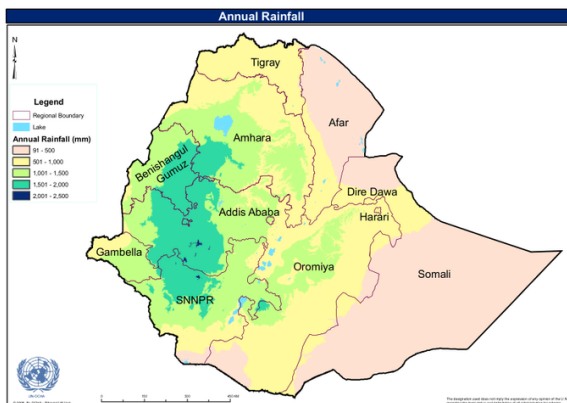 Annual Rainfall
N
Legend
Regional Boundary
Lake
Annual Rainfall (mm)
91 - 500
501 - 1,000
1,001 - 1,500
1,501 - 2,000
2,001 - 2,500
Tigray
Afar
Amhara
Benishangul
Gumuz
Dire Dawa
Addis Ababa
Harari
Gambella
Oromiya
Somali
SNNPR